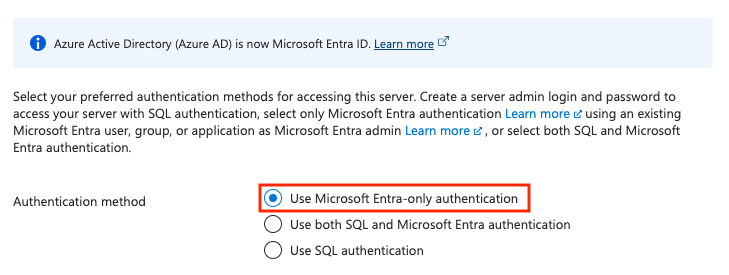 Azure Active Directory (Azure AD) is now Microsoft Entra ID. Learn more
Select your preferred authentication methods for accessing this server. Create a server admin login and password to
access your server with SQL authentication, select only Microsoft Entra authentication Learn more using an existing
Microsoft Entra user, group, or application as Microsoft Entra admin Learn more , or select both SQL and Microsoft
Entra authentication.
Authentication method
Use Microsoft Entra-only authentication
Use both SQL and Microsoft Entra authentication
Use SQL authentication